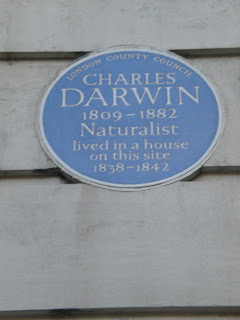 LONDON COUNTY COUNCIL
CHARLES
DARWIN
1809-1882
Naturalist
lived in a house
on this site
1838-1842